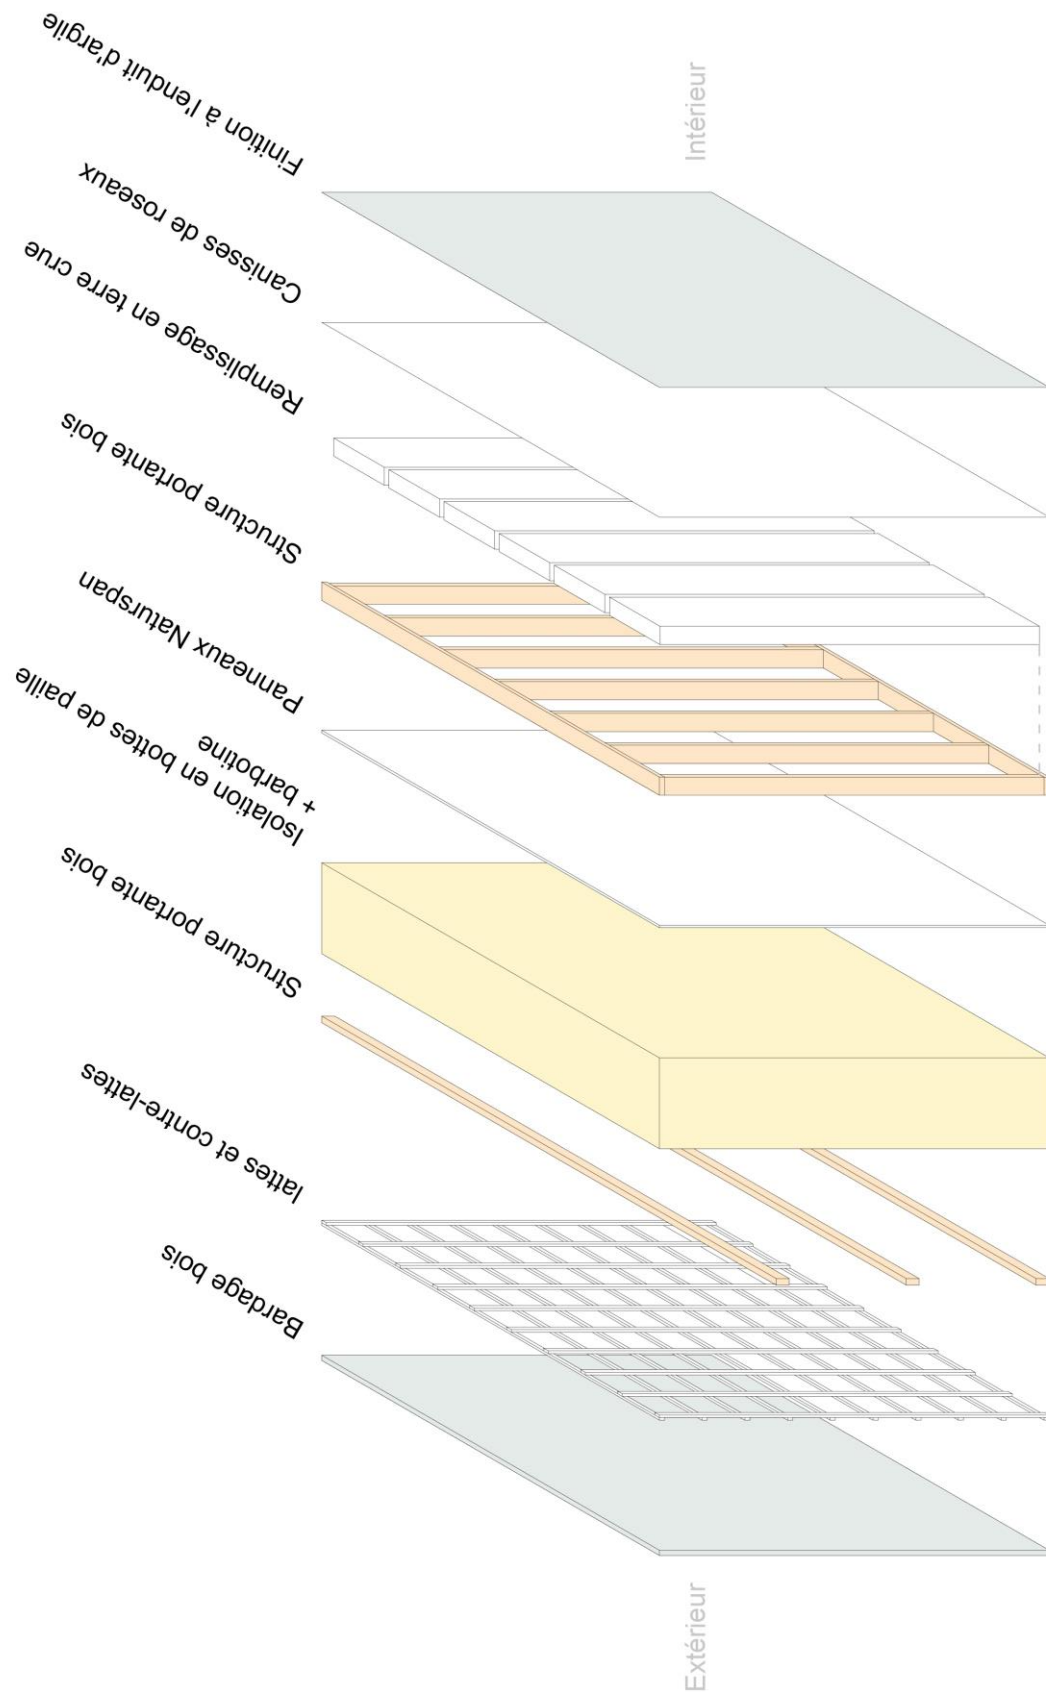 Intérieur
Finition à l'enduit d'argile
Canisses de roseaux
Remplissage en terre crue
Structure portante bois
Panneaux Naturspan
Isolation en bottes de paille
+ barbotine
Structure portante bois
lattes et contre-lattes
Bardage bois
Extérieur